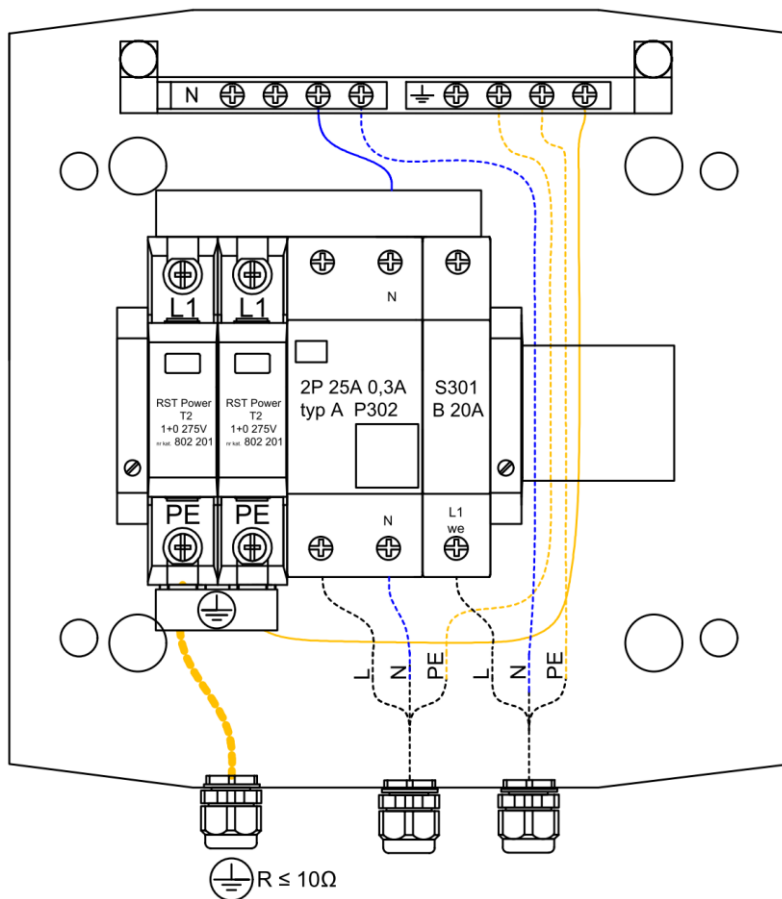 N
L1
L1
N
RST Power
T2
1+0 275V
nr kat. 802 201
RST Power
T2
1+0 275V
nr kat. 802 201
2P 25A 0,3A
typ A P302
S301
B 20A
PE
PE
N
L1
we
L
N
PE
L
N
PE
R ≤ 10Ω